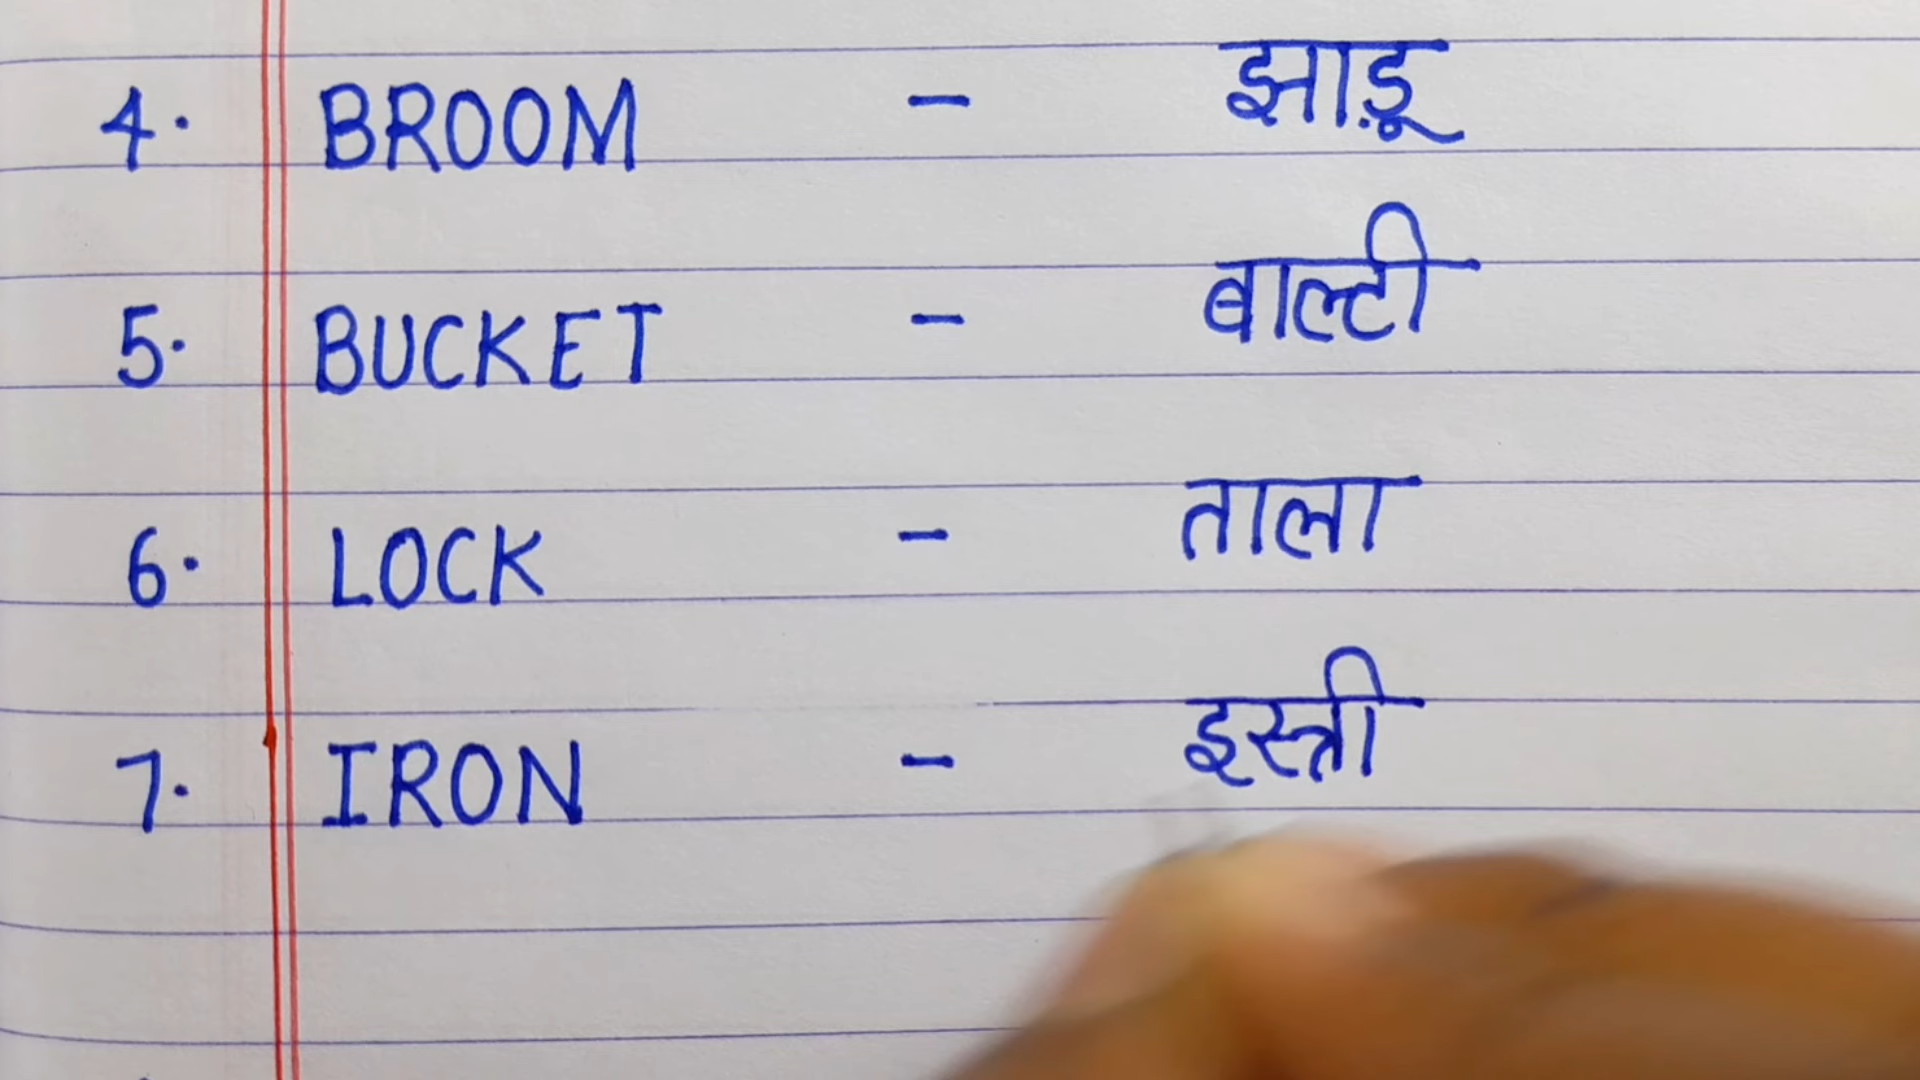 4. BROOM - झाड़ू
5. BUCKET - बाल्टी
6. LOCK - ताला
7. IRON - इस्त्री